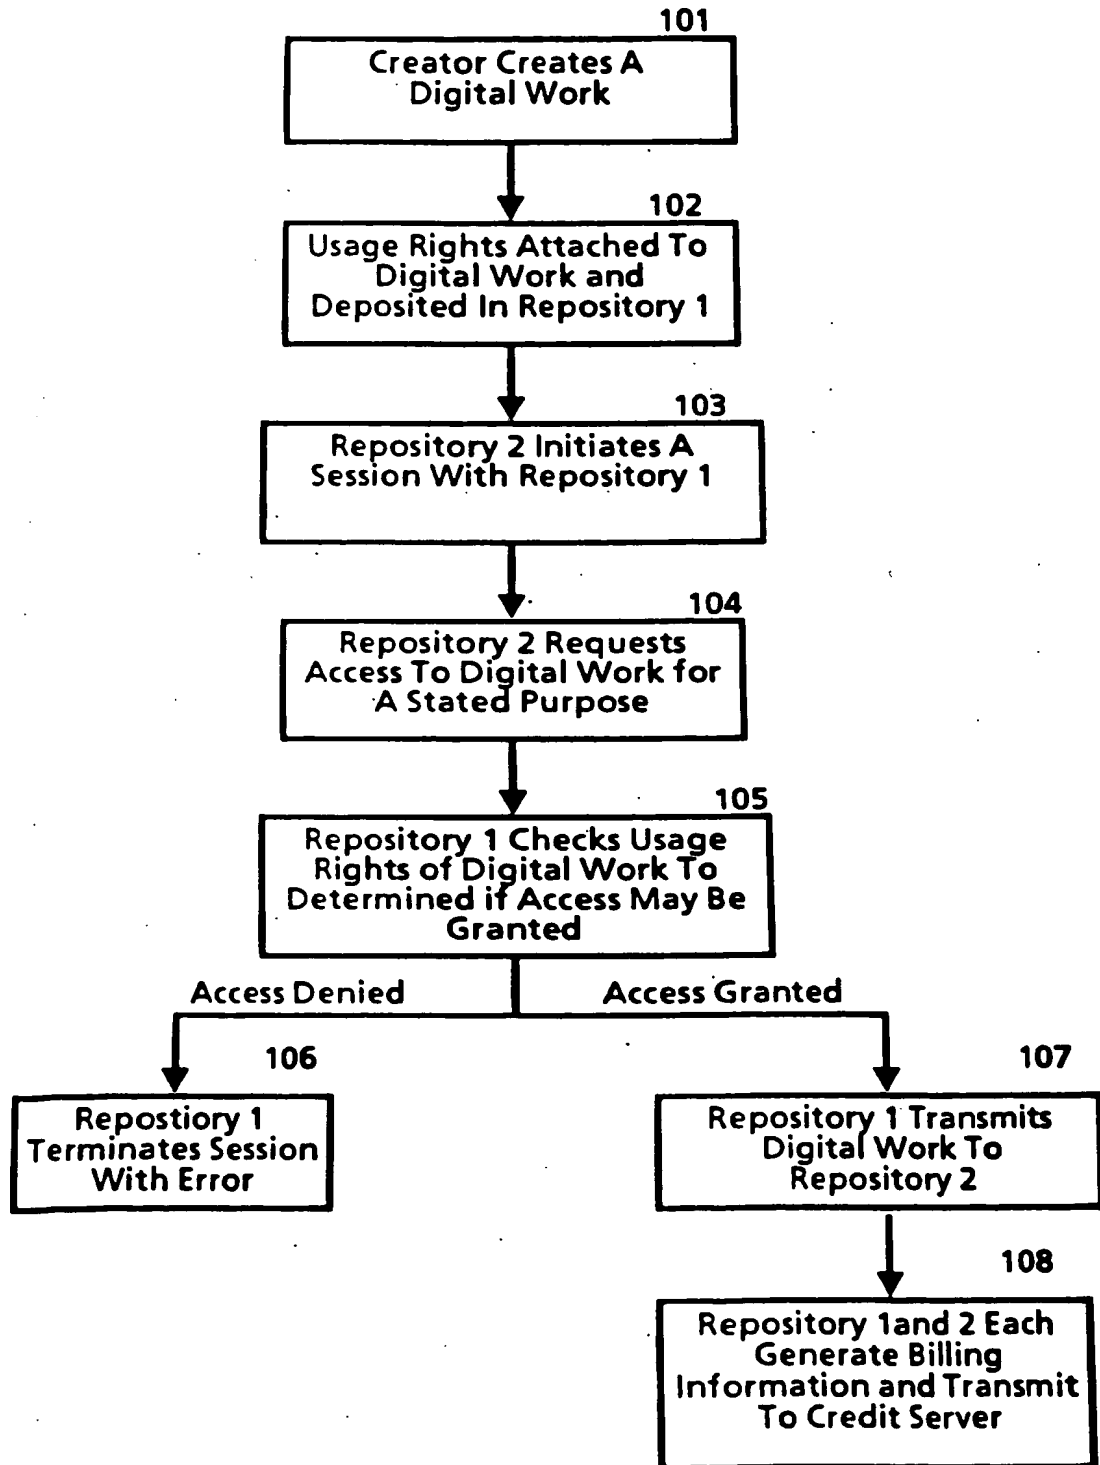 101
Creator Creates A
Digital Work
102
Usage Rights Attached To
Digital Work and
Deposited In Repository 1
103
Repository 2 Initiates A
Session With Repository 1
104
Repository 2 Requests
Access To Digital Work for
A Stated Purpose
105
Repository 1 Checks Usage
Rights of Digital Work To
Determined if Access May Be
Granted
Access Denied
Access Granted
106
Repostiory 1
Terminates Session
With Error
107
Repository 1 Transmits
Digital Work To
Repository 2
108
Repository 1and 2 Each
Generate Billing
Information and Transmit
To Credit Server